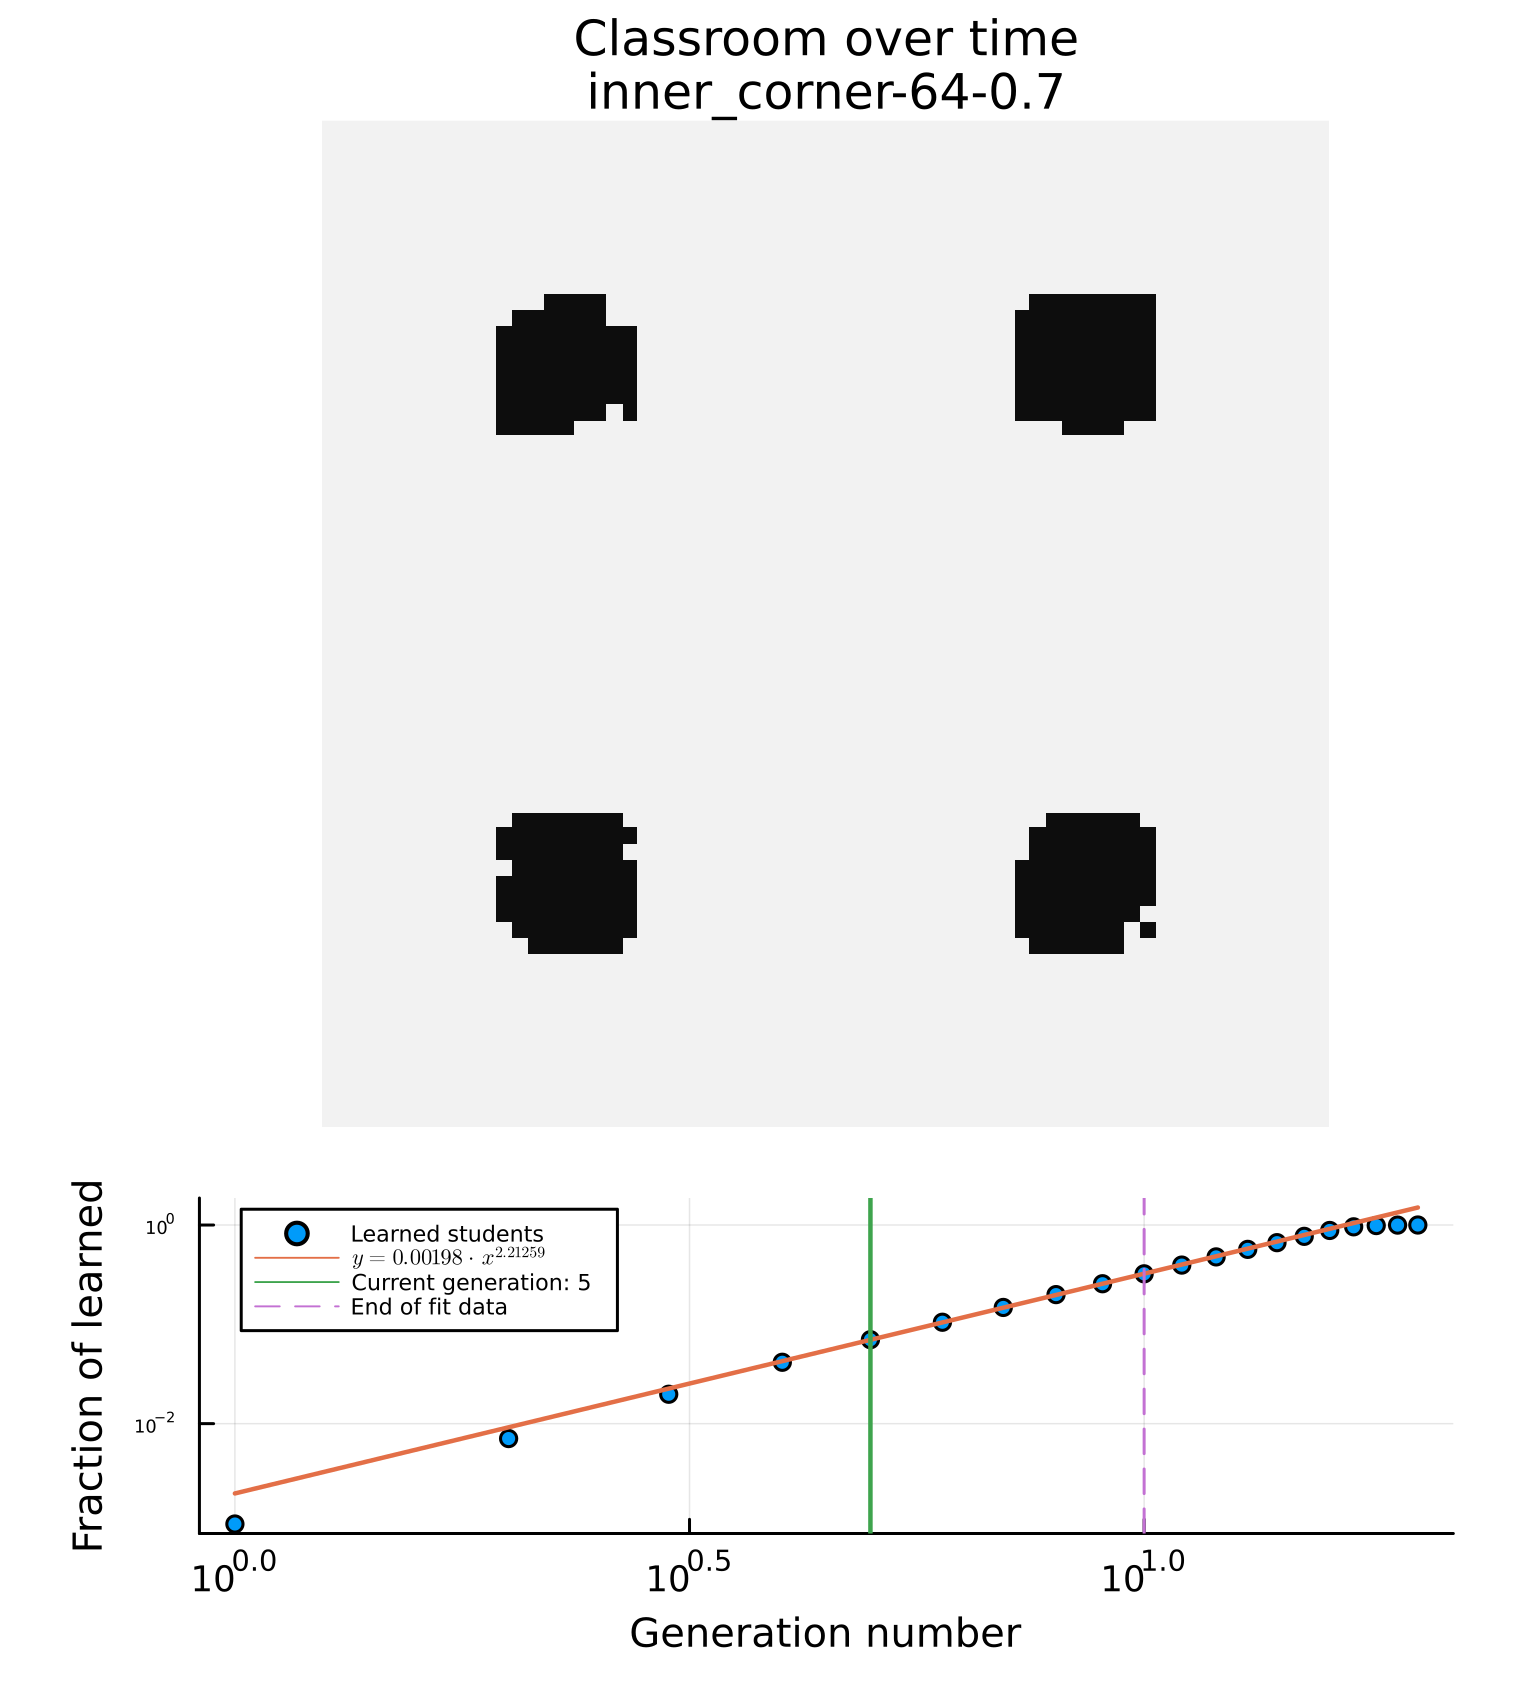 Classroom over time
inner_corner-64-0.7
Fraction of learned
10^0
10^−2
Learned students
y = 0.00198 · x^2.21259
Current generation: 5
End of fit data
10^0.0 10^0.5 10^1.0
Generation number